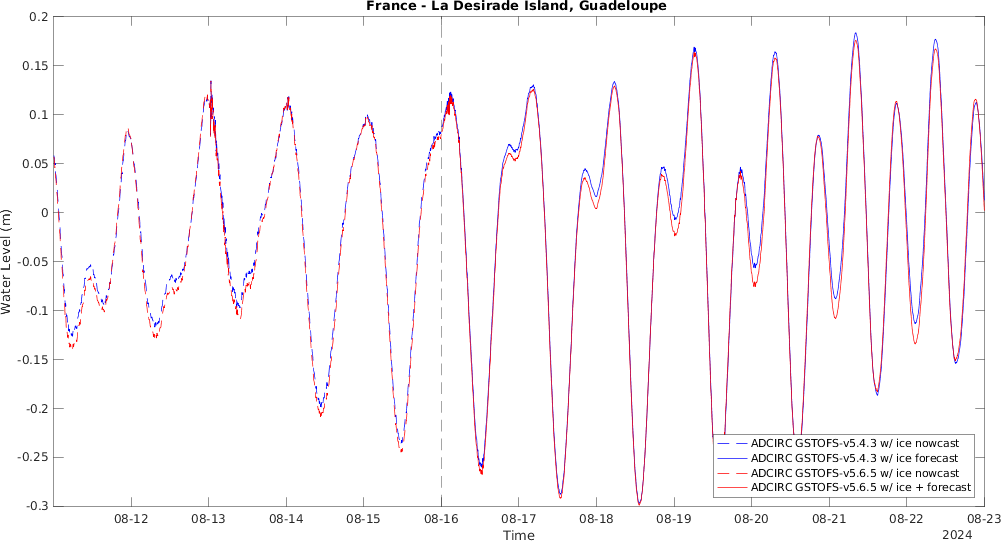 France - La Desirade Island, Guadeloupe
0.2
0.15
0.1
0.05
0
-0.05
-0.1
-0.15
-0.2
-0.25
-0.3
Water Level (m)
ADCIRC GSTOFS-v5.4.3 w/ ice nowcast
ADCIRC GSTOFS-v5.4.3 w/ ice forecast
ADCIRC GSTOFS-v5.6.5 w/ ice nowcast
ADCIRC GSTOFS-v5.6.5 w/ ice + forecast
08-12 08-13 08-14 08-15 08-16 08-17 08-18 08-19 08-20 08-21 08-22 08-23
Time
2024